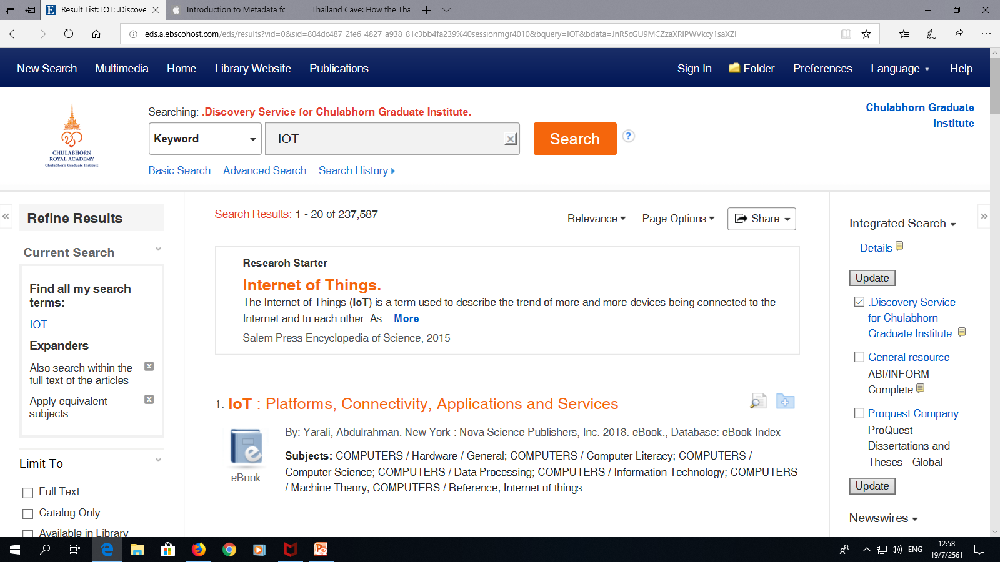 Result List: IOT: .Discove
Introduction to Metadata fo
Thailand Cave: How the Tha
eds.a.ebscohost.com/eds/results?vid=0&sid=804dc487-2fe6-4827-a938-81c3bb4fa239%40sessionmgr4010&bquery=IOT&bdata=JnR5cGU9MCZzaXRlPWVkcy1saXZl
New Search
Multimedia
Home
Library Website
Publications
Sign In
Folder
Preferences
Language
Help
CHULABHORN
ROYAL ACADEMY
Chulabhorn Graduate Institute
Searching: .Discovery Service for Chulabhorn Graduate Institute.
Keyword
IOT
Search
?
Basic Search
Advanced Search
Search History
Chulabhorn Graduate
Institute
Refine Results
Current Search
Find all my search
terms:
IOT
Expanders
Also search within the
full text of the articles
Apply equivalent
subjects
Limit To
Full Text
Catalog Only
Available in Library
Search Results: 1 - 20 of 237,587
Relevance
Page Options
Share
Research Starter
Internet of Things.
The Internet of Things (IoT) is a term used to describe the trend of more and more devices being connected to the
Internet and to each other. As... More
Salem Press Encyclopedia of Science, 2015
1. IoT : Platforms, Connectivity, Applications and Services
eBook
By: Yarali, Abdulrahman. New York : Nova Science Publishers, Inc. 2018. eBook., Database: eBook Index
Subjects: COMPUTERS / Hardware / General; COMPUTERS / Computer Literacy; COMPUTERS /
Computer Science; COMPUTERS / Data Processing; COMPUTERS / Information Technology; COMPUTERS
/ Machine Theory; COMPUTERS / Reference; Internet of things
Integrated Search
Details
Update
.Discovery Service
for Chulabhorn
Graduate Institute.
General resource
ABI/INFORM
Complete
Proquest Company
ProQuest
Dissertations and
Theses - Global
Update
Newswires
ENG
12:58
19/7/2561